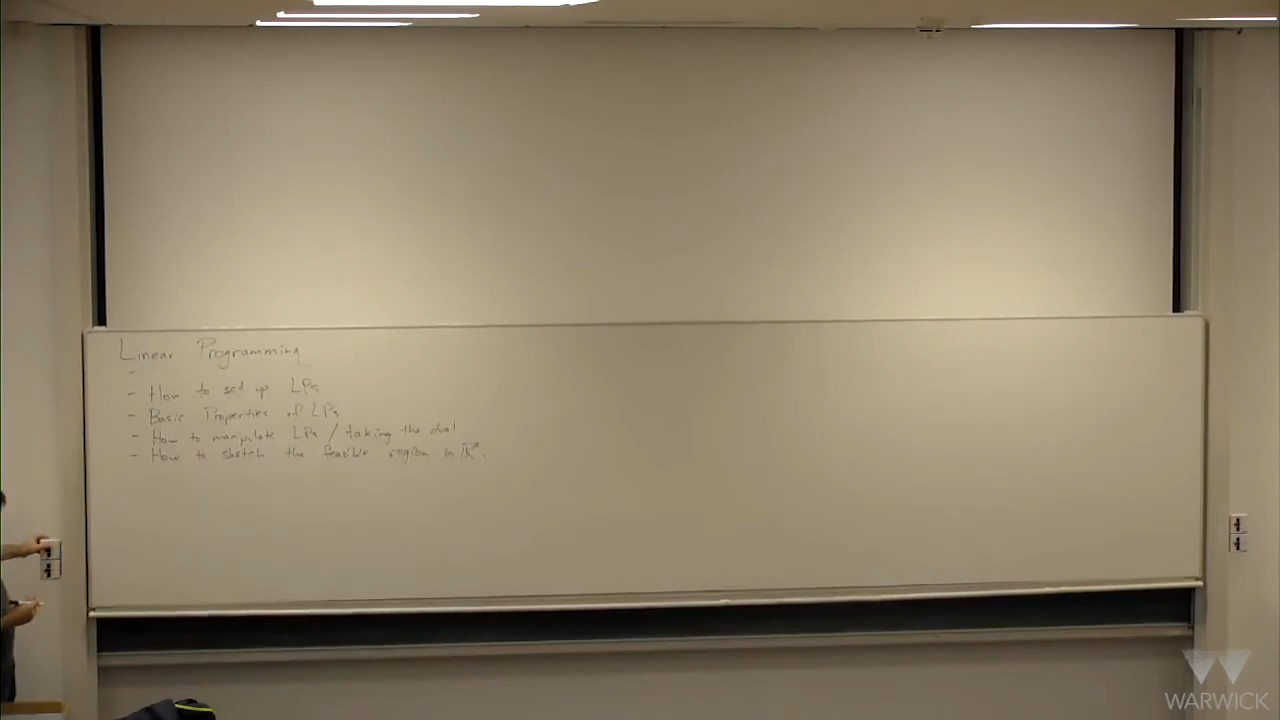 Linear Programming
-
- How to set up LPs
- Basic Properties of LPs
- How to manipulate LPs / taking the dual
- How to sketch the feasible region in ℝⁿ.
WARWICK